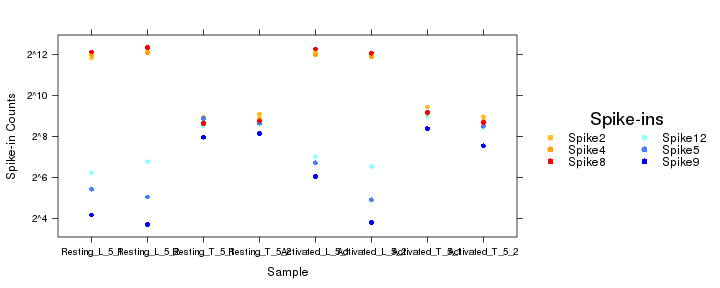 Spike-ins
Spike2
Spike12
Spike4
Spike5
Spike8
Spike9
2^12
2^10
2^8
2^6
2^4
Spike-in Counts
Resting_L_5_1
Resting_L_5_2
Resting_T_5_1
Resting_T_5_2
Activated_L_5_1
Activated_L_5_2
Activated_T_5_1
Activated_T_5_2
Sample